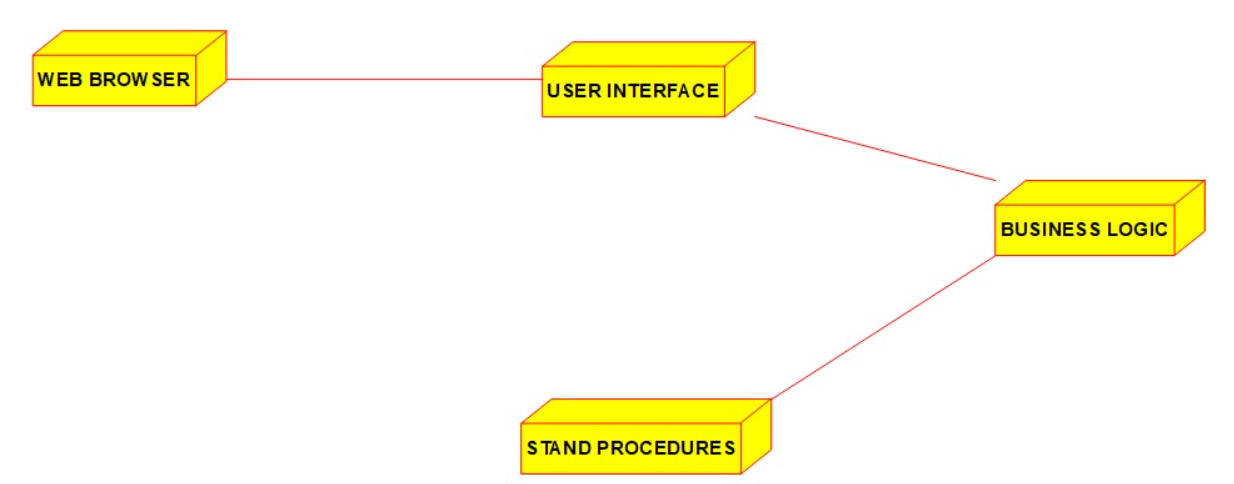 WEB BROWSER
USER INTERFACE
BUSINESS LOGIC
STAND PROCEDURES